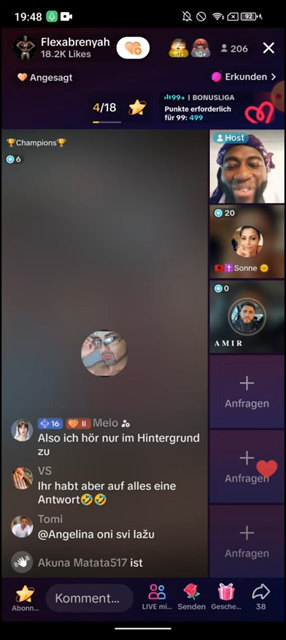 19:48
92
Flexabrenyah
18.2K Likes
206
Angesagt
Erkunden >
4/18
99+ | BONUSLIGA
Punkte erforderlich
für 99: 499
🏆Champions🏆
6
Host
20
🇦🇱✝️ Sonne 🌞
0
AMIR
Anfragen
Anfragen
Anfragen
16 II Melo
Also ich hör nur im Hintergrund
zu
VS
Ihr habt aber auf alles eine
Antwort🤣🤣
Tomi
@Angelina oni svi lažu
Akuna Matata517 ist
Abonn...
Komment...
LIVE mi...
Senden
Gesche...
38